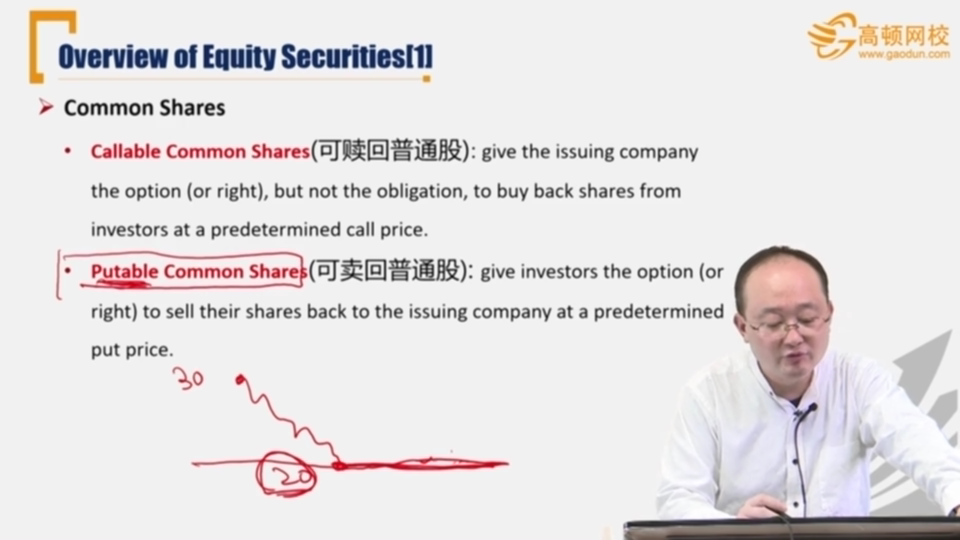 Overview of Equity Securities[1]
高顿网校
www.gaodun.com
Common Shares
Callable Common Shares(可赎回普通股): give the issuing company
the option (or right), but not the obligation, to buy back shares from
investors at a predetermined call price.
Putable Common Shares(可卖回普通股): give investors the option (or
right) to sell their shares back to the issuing company at a predetermined
put price.
30
20